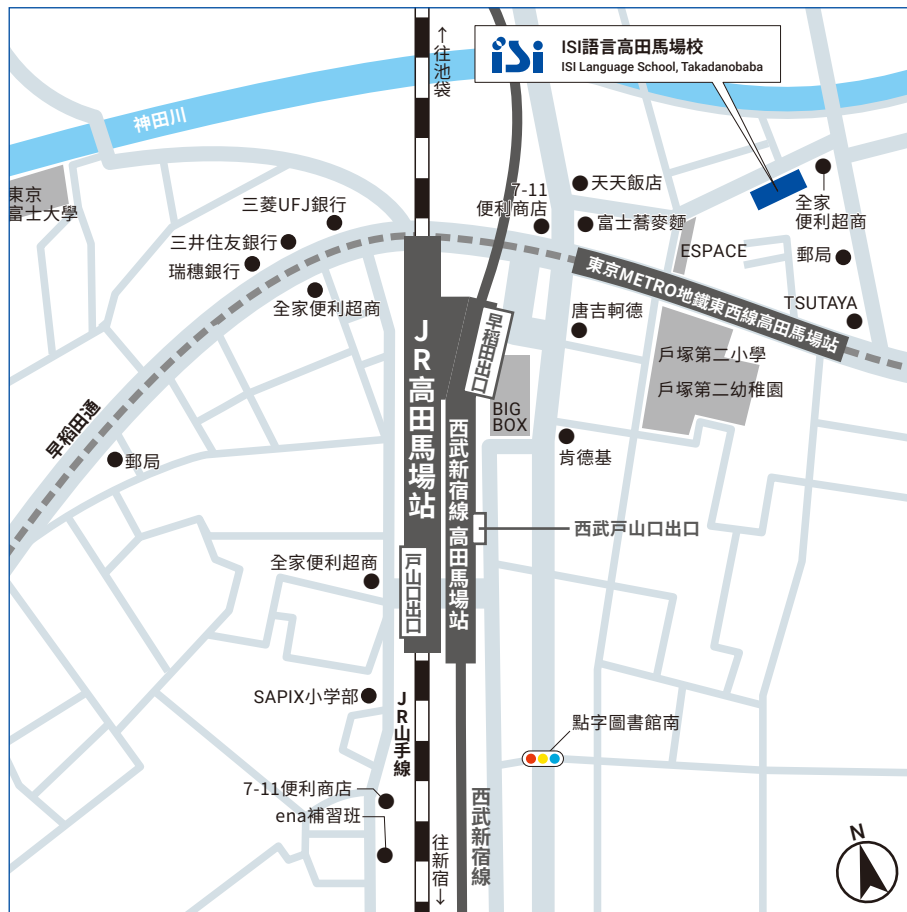 ↑往池袋
ISI語言高田馬場校
ISI Language School, Takadanobaba
神田川
東京
富士大學
三菱UFJ銀行
三井住友銀行
瑞穗銀行
全家便利超商
7-11
便利商店
天天飯店
富士蕎麥麵
ESPACE
全家
便利超商
郵局
TSUTAYA
東京METRO地鐵東西線高田馬場站
唐吉軻德
戶塚第二小學
戶塚第二幼稚園
早稻田出口
JR高田馬場站
西武新宿線 高田馬場站
BIG
BOX
肯德基
早稻田通
郵局
西武戸山口出口
全家便利超商
戸山口出口
SAPIX小学部
JR山手線
點字圖書館南
7-11便利商店
ena補習班
往新宿↓
西武新宿線
N